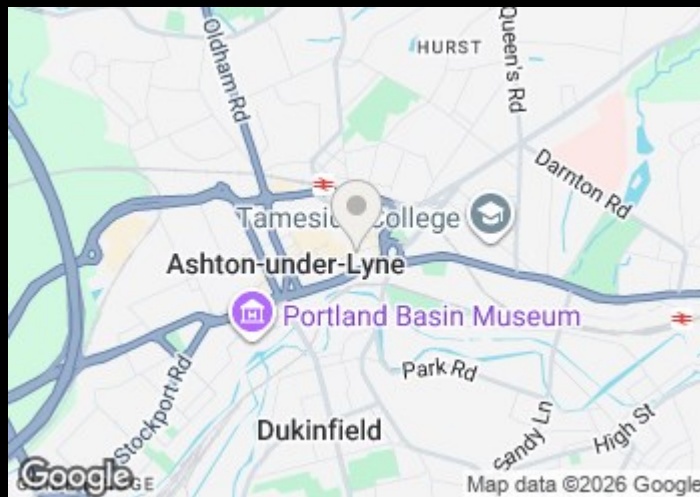 HURST
Oldham Rd
Queen's Rd
Darnton Rd
Tameside College
Ashton-under-Lyne
Portland Basin Museum
Park Rd
Stockport Rd
Dukinfield
Sandy Ln
High St
Google
Map data ©2026 Google